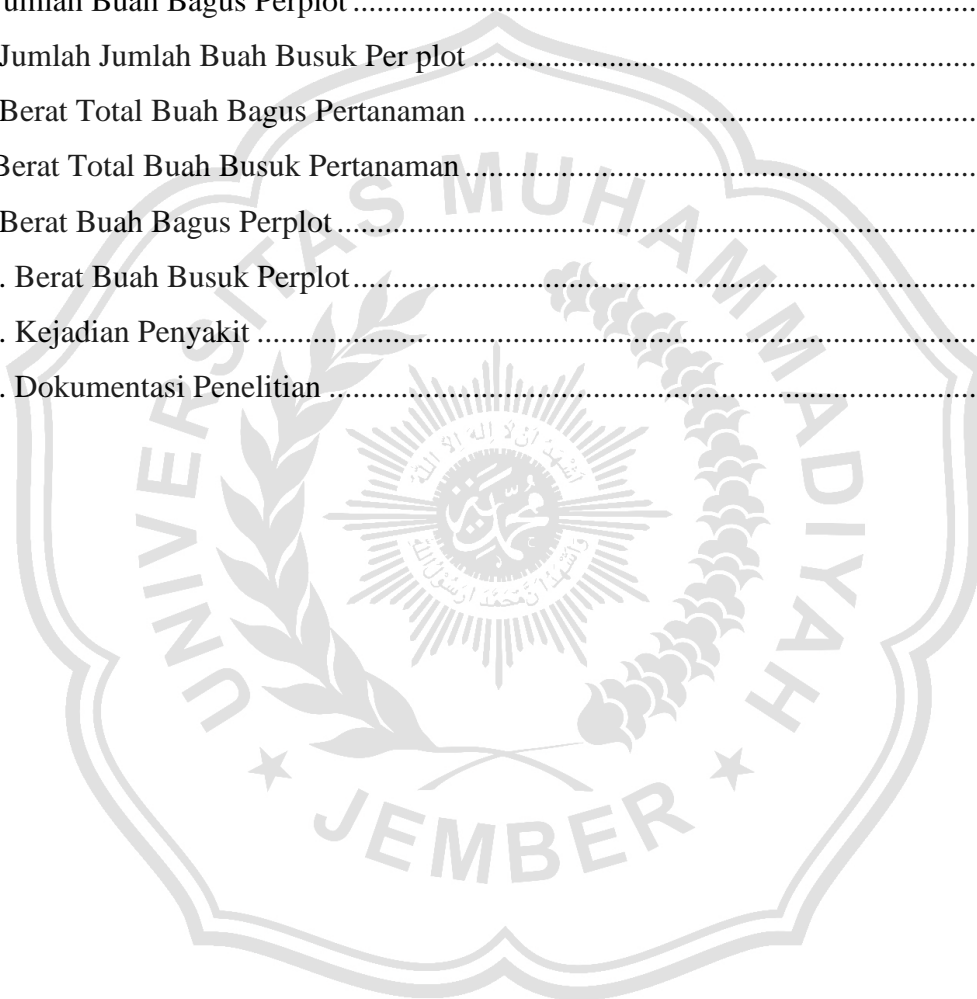 Jumlah Buah Bagus Perplot
Jumlah Jumlah Buah Busuk Per plot
Berat Total Buah Bagus Pertanaman
Berat Total Buah Busuk Pertanaman
Berat Buah Bagus Perplot
. Berat Buah Busuk Perplot
. Kejadian Penyakit
. Dokumentasi Penelitian
UNIVERSITAS MUHAMMADIYAH
JEMBER